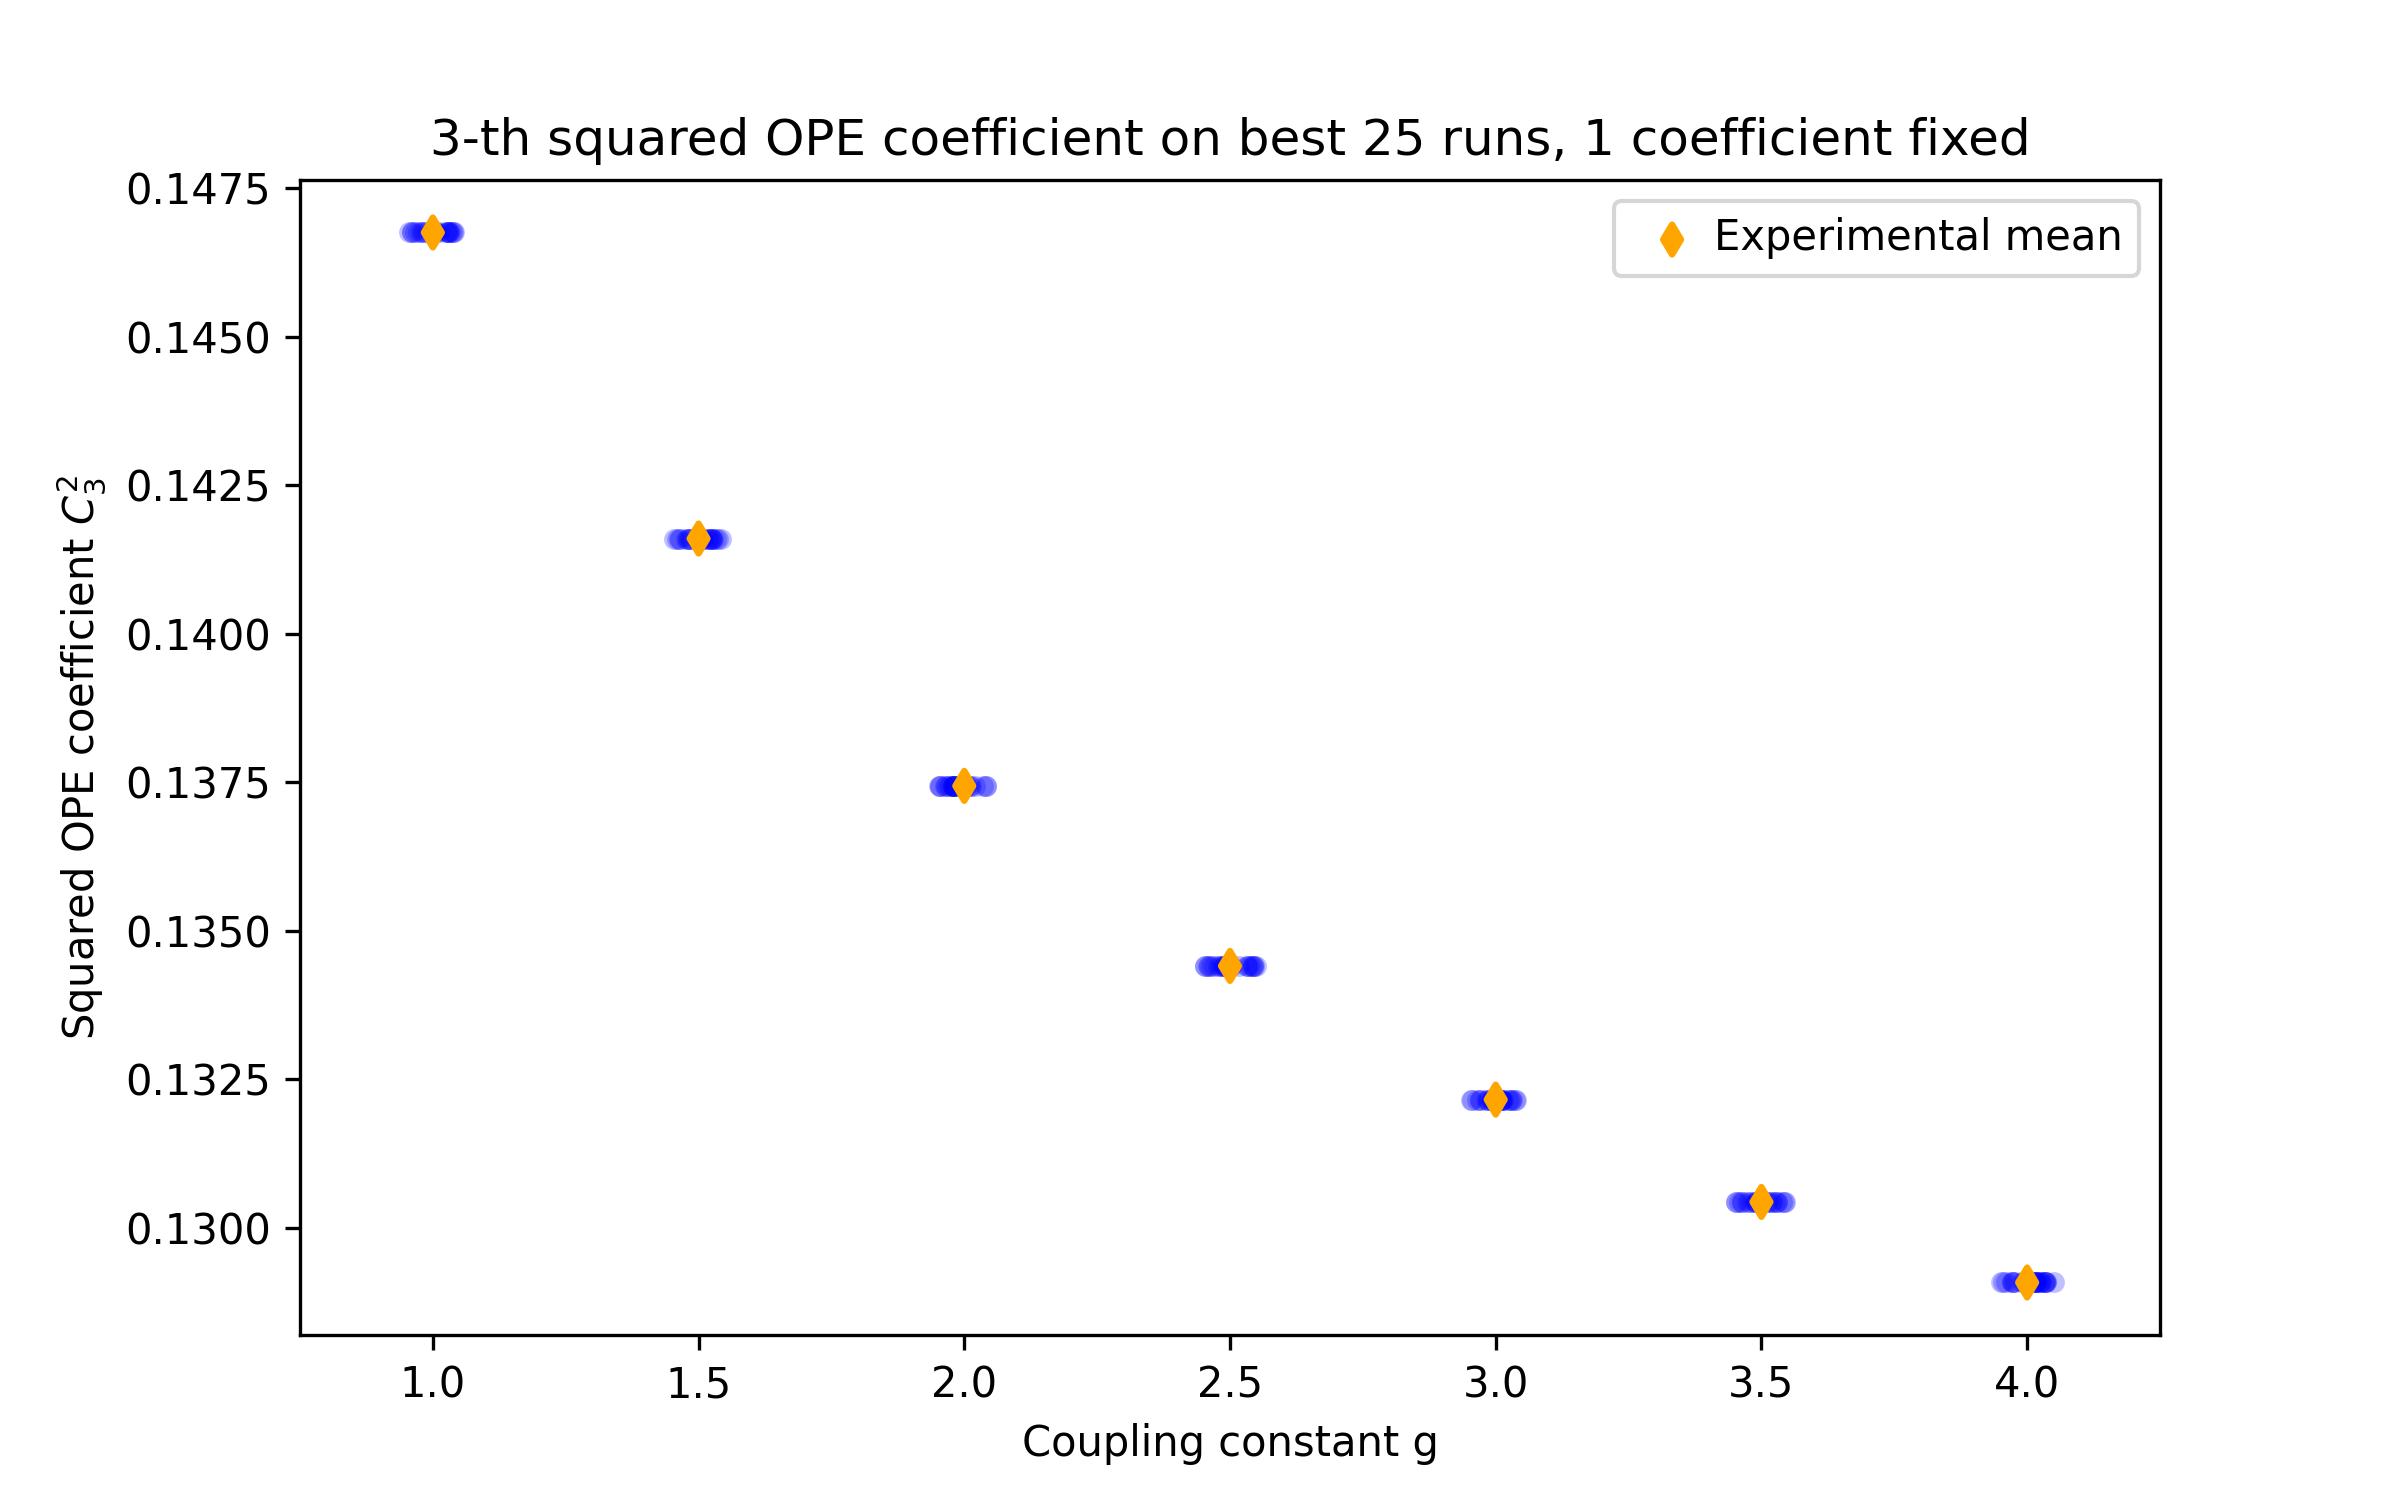 3-th squared OPE coefficient on best 25 runs, 1 coefficient fixed
Experimental mean
Squared OPE coefficient $C_3^2$
0.1475
0.1450
0.1425
0.1400
0.1375
0.1350
0.1325
0.1300
1.0 1.5 2.0 2.5 3.0 3.5 4.0
Coupling constant g